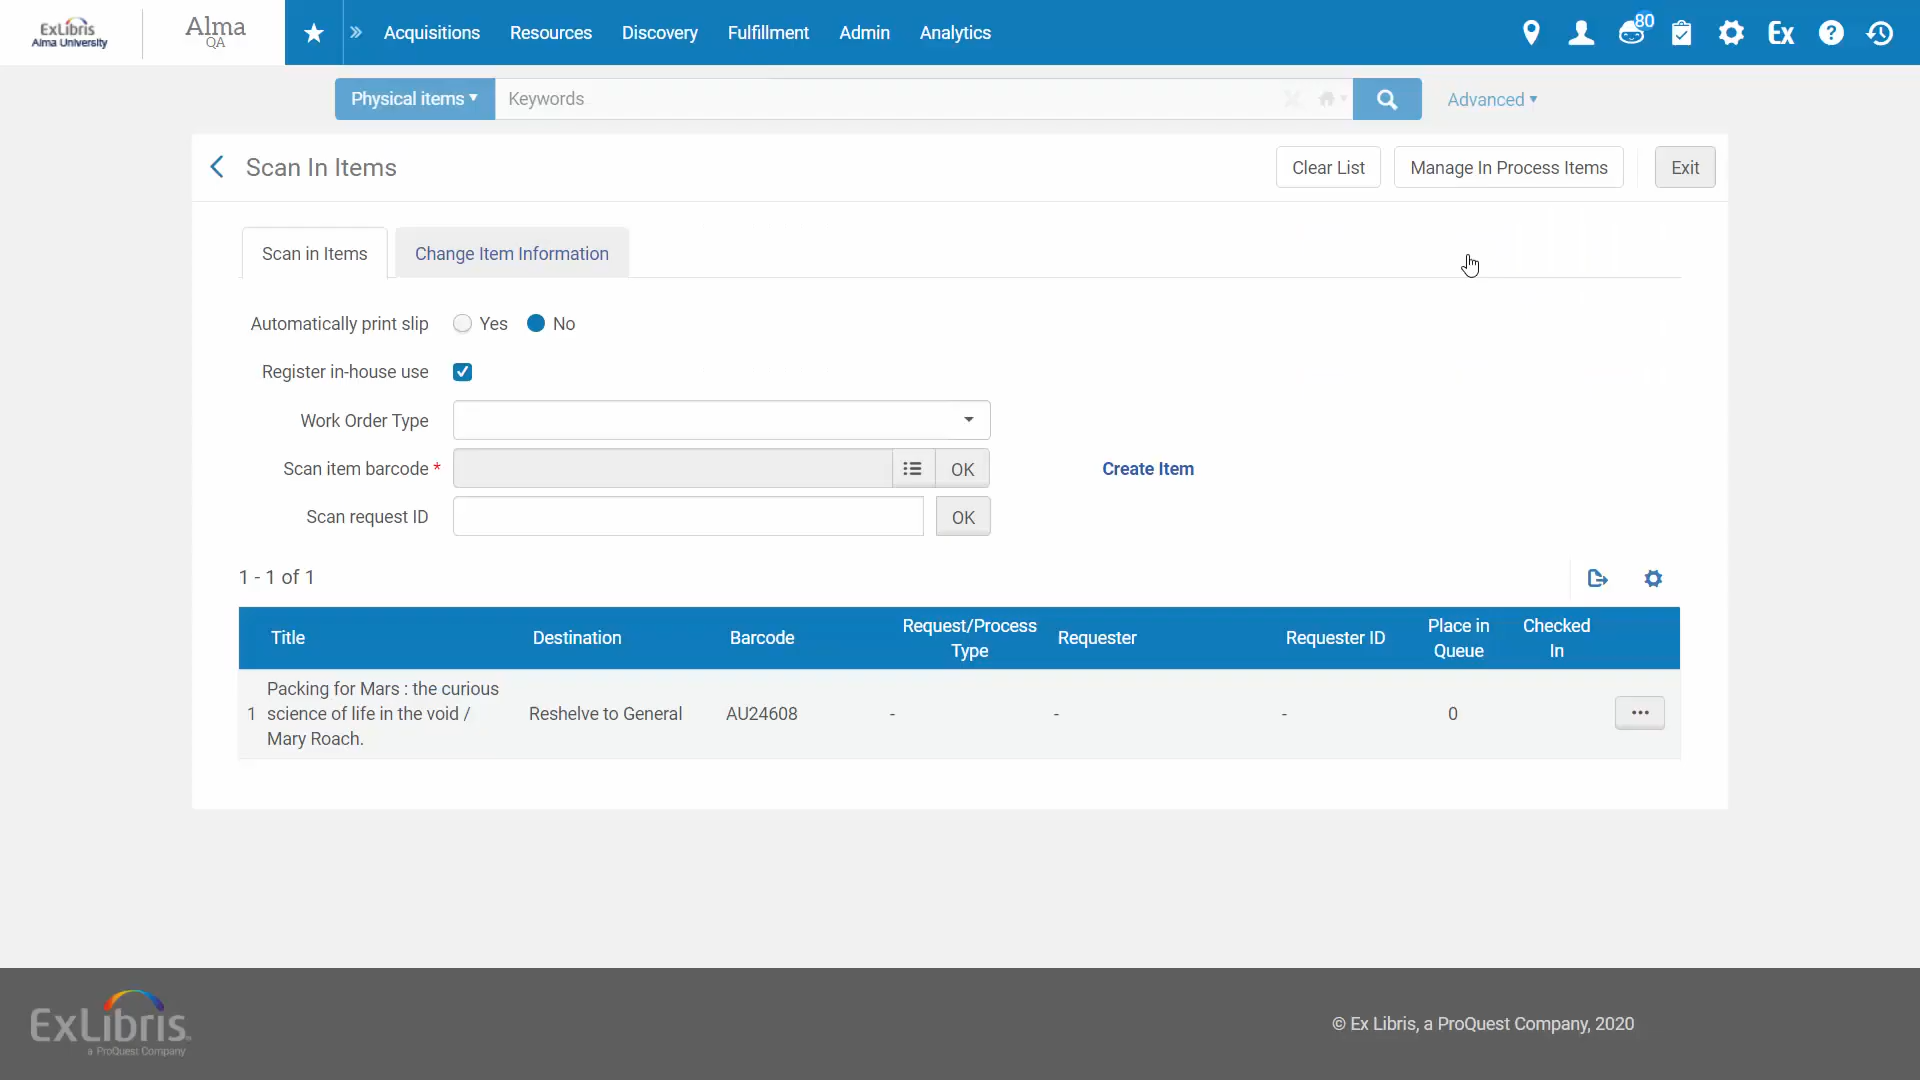 ExLibris
Alma University
Alma
QA
Acquisitions
Resources
Discovery
Fulfillment
Admin
Analytics
80
Ex
?
Physical items
Keywords
Advanced
Scan In Items
Clear List
Manage In Process Items
Exit
Scan in Items
Change Item Information
Automatically print slip
Yes
No
Register in-house use
Work Order Type
Scan item barcode *
OK
Create Item
Scan request ID
OK
1 - 1 of 1
Title
Destination
Barcode
Request/Process
Type
Requester
Requester ID
Place in
Queue
Checked
In
1
Packing for Mars : the curious
science of life in the void /
Mary Roach.
Reshelve to General
AU24608
-
-
-
0
ExLibris
a ProQuest Company
© Ex Libris, a ProQuest Company, 2020